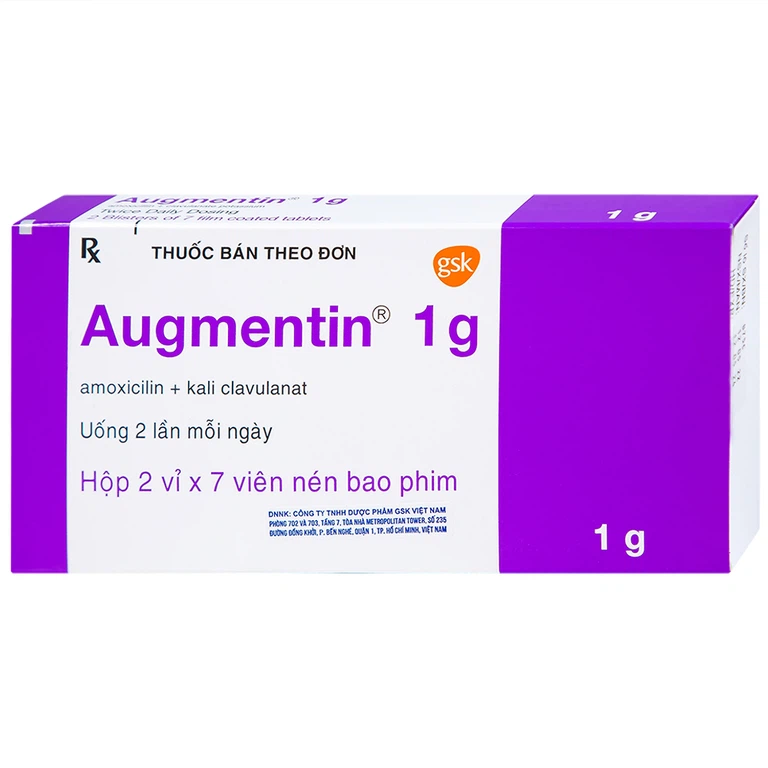 Augmentin® 1g
Twice Daily Dosing
2 Blisters of 7 film coated tablets
1 g
Rx THUỐC BÁN THEO ĐƠN
gsk
Augmentin® 1g
amoxicilin + kali clavulanat
Uống 2 lần mỗi ngày
Hộp 2 vỉ x 7 viên nén bao phim
DNNK: CÔNG TY TNHH DƯỢC PHẨM GSK VIỆT NAM
PHÒNG 702 VÀ 703, TẦNG 7, TÒA NHÀ METROPOLITAN TOWER, SỐ 235
ĐƯỜNG ĐỒNG KHỞI, P. BẾN NGHÉ, QUẬN 1, TP. HỒ CHÍ MINH, VIỆT NAM
1 g